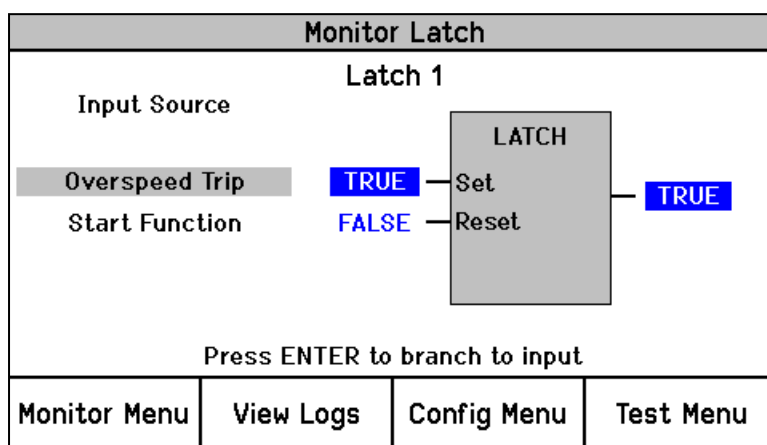 Monitor Latch
Latch 1
Input Source
LATCH
Overspeed Trip TRUE Set TRUE
Start Function FALSE Reset
Press ENTER to branch to input
Monitor Menu View Logs Config Menu Test Menu